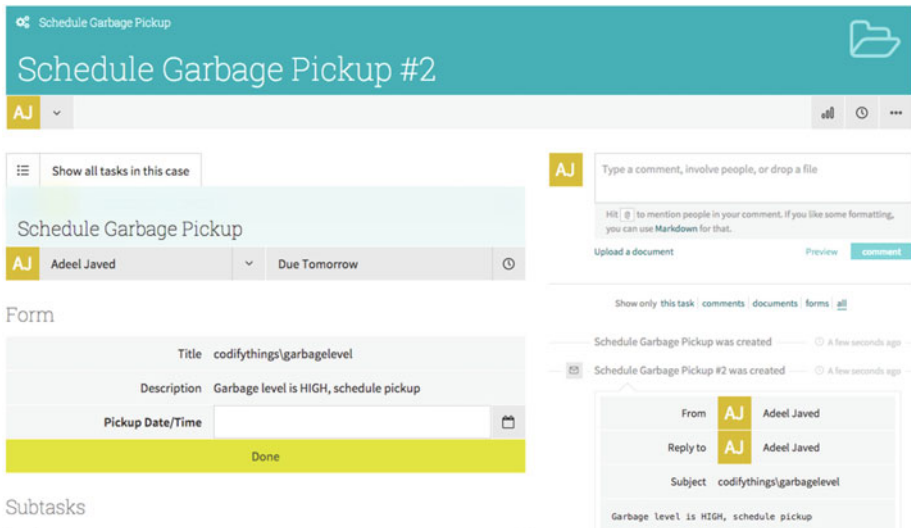 Schedule Garbage Pickup
Schedule Garbage Pickup #2
AJ
Show all tasks in this case
Schedule Garbage Pickup
AJ Adeel Javed Due Tomorrow
Form
Title codifythings\garbagelevel
Description Garbage level is HIGH, schedule pickup
Pickup Date/Time
Done
Subtasks
AJ Type a comment, involve people, or drop a file
Hit @ to mention people in your comment. If you like some formatting,
you can use Markdown for that.
Upload a document Preview comment
Show only this task comments documents forms all
Schedule Garbage Pickup was created A few seconds ago
Schedule Garbage Pickup #2 was created A few seconds ago
From AJ Adeel Javed
Reply to AJ Adeel Javed
Subject codifythings\garbagelevel
Garbage level is HIGH, schedule pickup